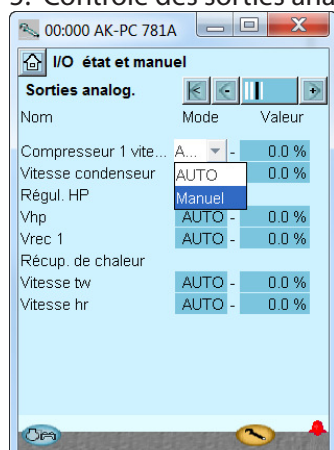 3. Contrôle des sorties ana
00:000 AK-PC 781A
I/O état et manue
Sorties analog.
Nom Mode Valeur
Compresseur 1 vite... A... - 0.0 %
Vitesse condenseur AUTO 0.0 %
Régul. HP Manuel
Vhp AUTO - 0.0 %
Vrec 1 AUTO - 0.0 %
Récup. de chaleur
Vitesse tw AUTO - 0.0 %
Vitesse hr AUTO - 0.0 %